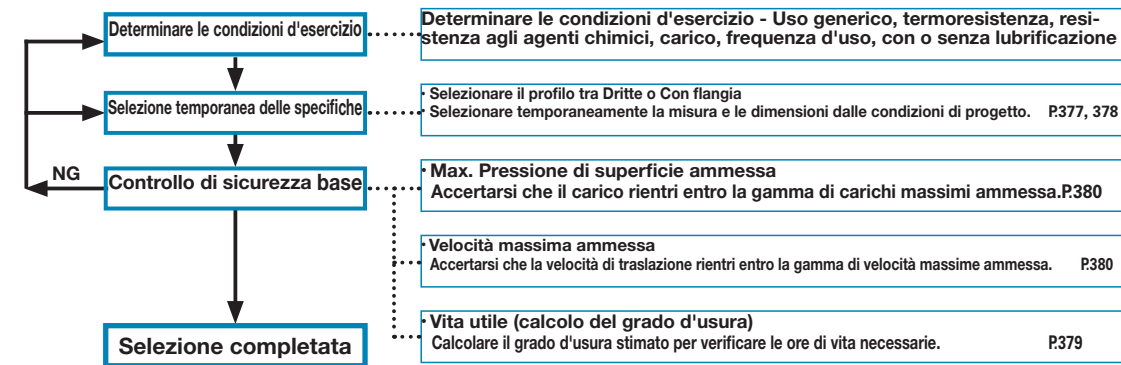 Determinare le condizioni d'esercizio
Determinare le condizioni d'esercizio - Uso generico, termoresistenza, resi-
stenza agli agenti chimici, carico, frequenza d'uso, con o senza lubrificazione
Selezione temporanea delle specifiche
· Selezionare il profilo tra Dritte o Con flangia
· Selezionare temporaneamente la misura e le dimensioni dalle condizioni di progetto. P.377, 378
NG
Controllo di sicurezza base
· Max. Pressione di superficie ammessa
Accertarsi che il carico rientri entro la gamma di carichi massimi ammessa.P.380
· Velocità massima ammessa
Accertarsi che la velocità di traslazione rientri entro la gamma di velocità massime ammessa. P.380
Selezione completata
· Vita utile (calcolo del grado d'usura)
Calcolare il grado d'usura stimato per verificare le ore di vita necessarie. P.379